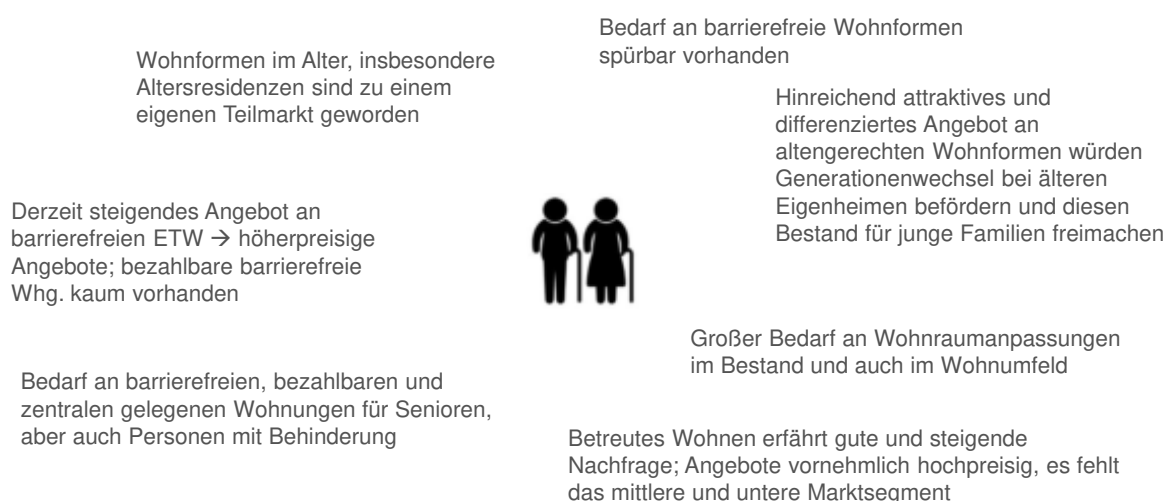 Bedarf an barrierefreie Wohnformen
spürbar vorhanden
Wohnformen im Alter, insbesondere
Altersresidenzen sind zu einem
eigenen Teilmarkt geworden
Hinreichend attraktives und
differenziertes Angebot an
altengerechten Wohnformen würden
Generationenwechsel bei älteren
Eigenheimen befördern und diesen
Bestand für junge Familien freimachen
Derzeit steigendes Angebot an
barrierefreien ETW → höherpreisige
Angebote; bezahlbare barrierefreie
Whg. kaum vorhanden
Großer Bedarf an Wohnraumanpassungen
im Bestand und auch im Wohnumfeld
Bedarf an barrierefreien, bezahlbaren und
zentralen gelegenen Wohnungen für Senioren,
aber auch Personen mit Behinderung
Betreutes Wohnen erfährt gute und steigende
Nachfrage; Angebote vornehmlich hochpreisig, es fehlt
das mittlere und untere Marktsegment